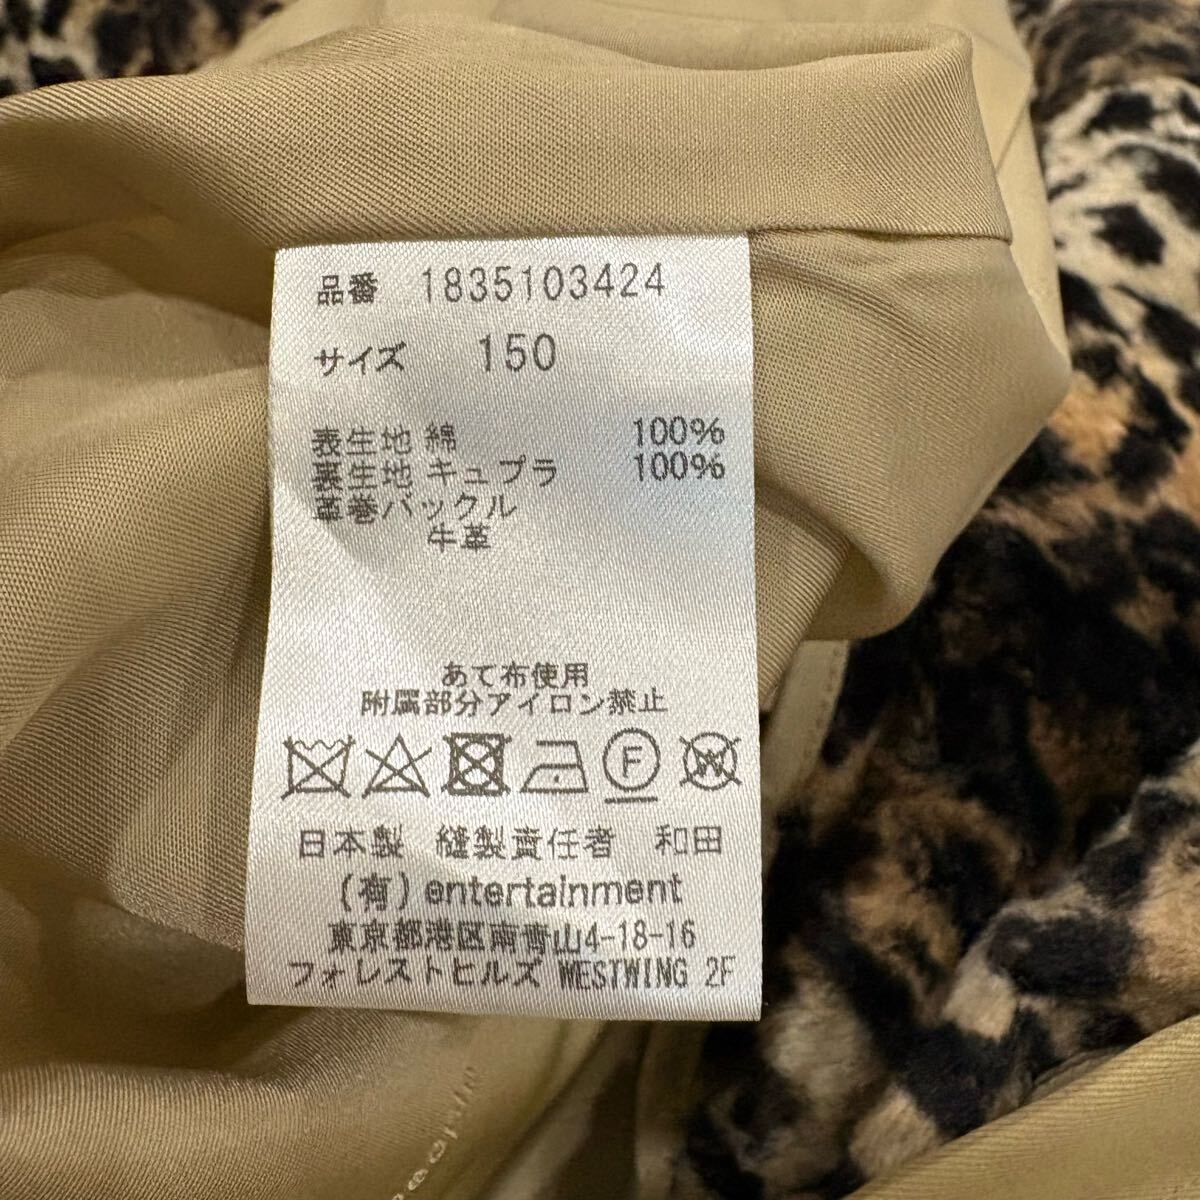 品番 1835103424
サイズ 150
表生地 綿 100%
裏生地 キュプラ 100%
革巻バックル
牛革
あて布使用
附属部分アイロン禁止
F W
日本製 縫製責任者 和田
(有) entertainment
東京都港区南青山4-18-16
フォレストヒルズ WESTWING 2F